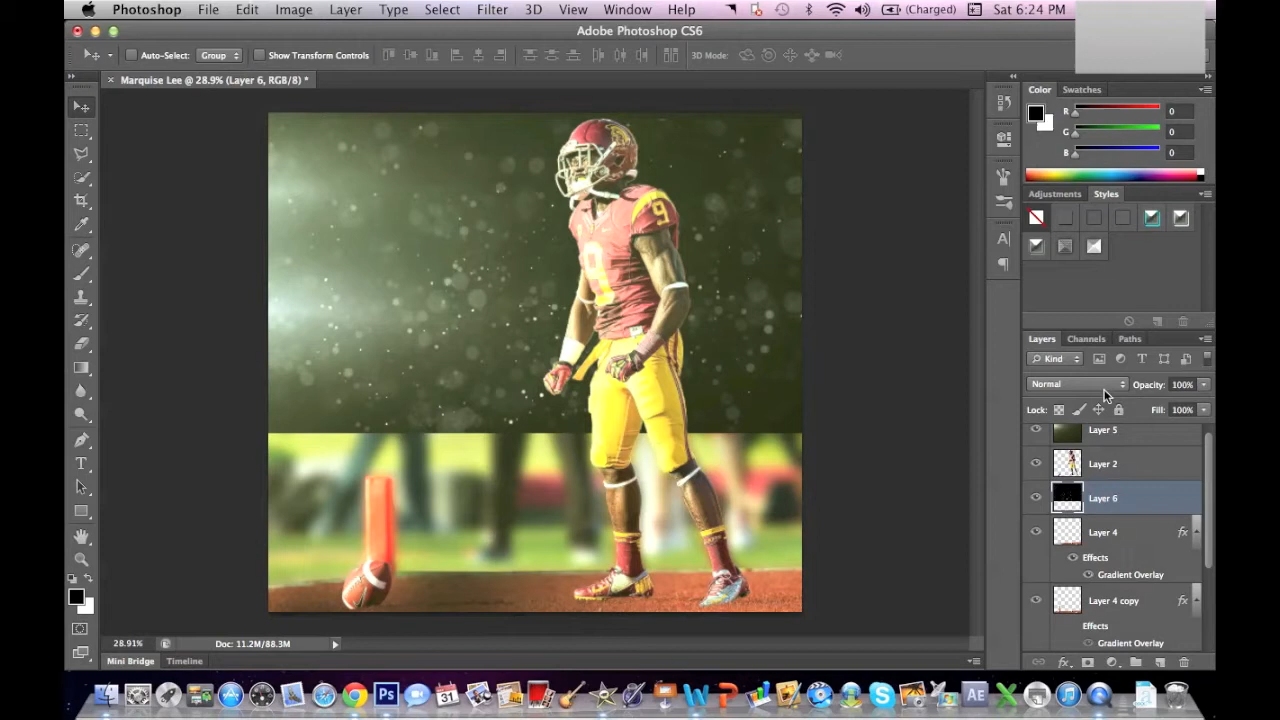 Photoshop File Edit Image Layer Type Select Filter 3D View Window Help (Charged) Sat 6:24 PM
Adobe Photoshop CS6
Auto-Select: Group Show Transform Controls 3D Mode:
× Marquise Lee @ 28.9% (Layer 6, RGB/8) *
Color Swatches
R 0
G 0
B 0
Adjustments Styles
Layers Channels Paths
Kind
Normal Opacity: 100%
Lock: Fill: 100%
Layer 5
Layer 2
Layer 6
Layer 4 fx
Effects
Gradient Overlay
Layer 4 copy fx
Effects
Gradient Overlay
9
9
28.91% Doc: 11.2M/88.3M
Mini Bridge Timeline